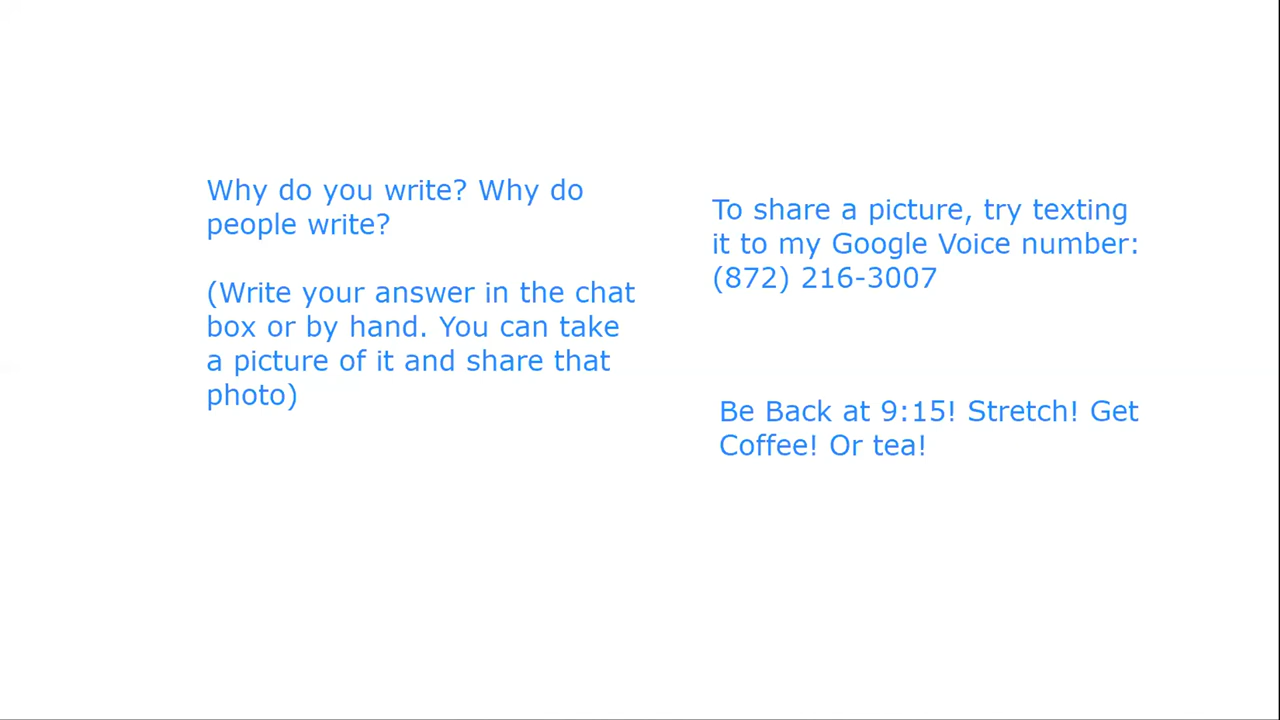 Why do you write? Why do
people write?
(Write your answer in the chat
box or by hand. You can take
a picture of it and share that
photo)
To share a picture, try texting
it to my Google Voice number:
(872) 216-3007
Be Back at 9:15! Stretch! Get
Coffee! Or tea!